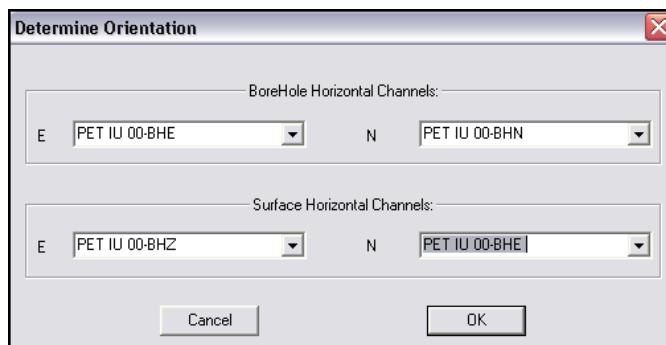 Determine Orientation
BoreHole Horizontal Channels:
E PET IU 00-BHE N PET IU 00-BHN
Surface Horizontal Channels:
E PET IU 00-BHZ N PET IU 00-BHE
Cancel OK